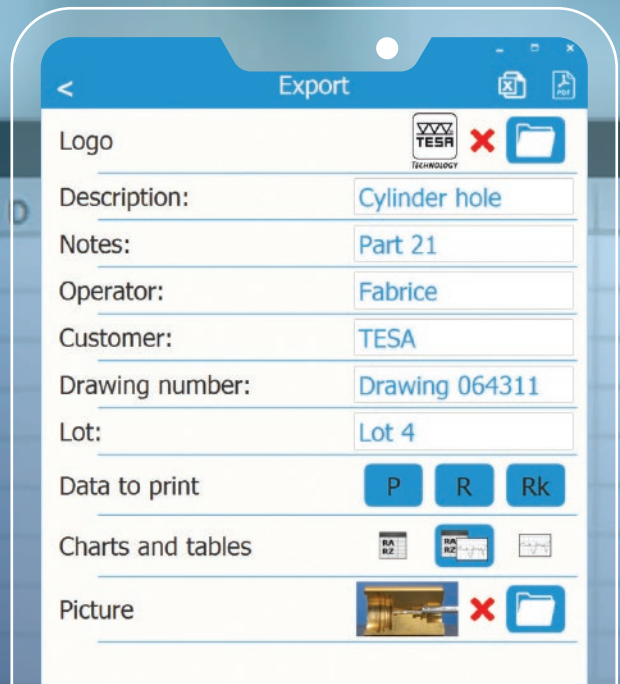 < Export PDF
TESA
TECHNOLOGY
Logo
Description: Cylinder hole
Notes: Part 21
Operator: Fabrice
Customer: TESA
Drawing number: Drawing 064311
Lot: Lot 4
Data to print P R Rk
Charts and tables RA RZ RA RZ
Picture
D